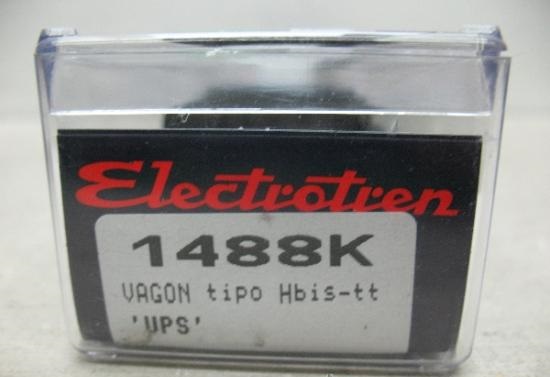 Electrotren
1488K
VAGON tipo Hbis-tt
'UPS'